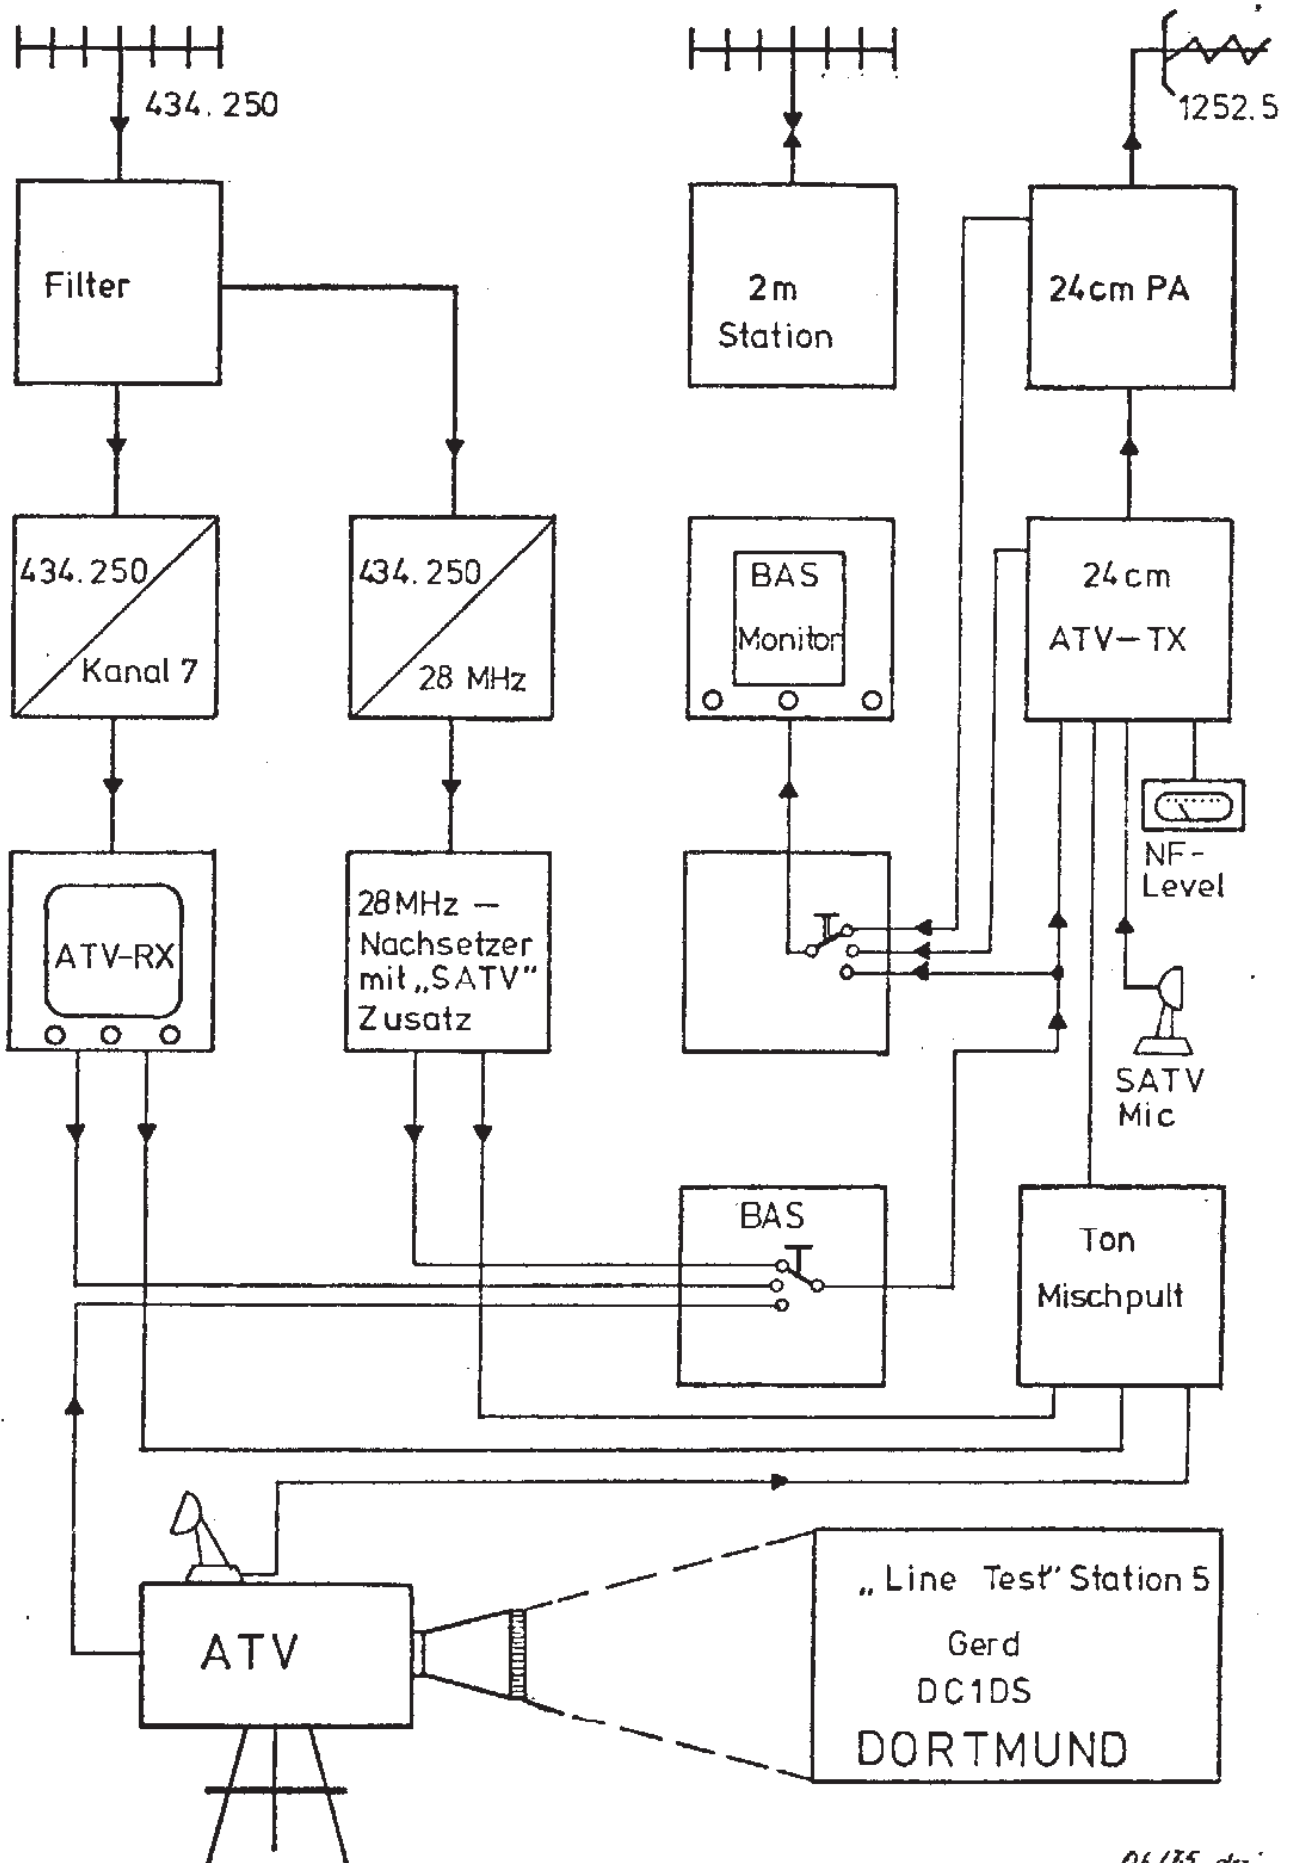 434.250
1252.5
Filter
2m
Station
24cm PA
434.250
Kanal 7
434.250
28 MHz
BAS
Monitor
24cm
ATV-TX
NF-
Level
ATV-RX
28MHz -
Nachsetzer
mit „SATV"
Zusatz
SATV
Mic
BAS
Ton
Mischpult
ATV
„Line Test" Station 5
Gerd
DC1DS
DORTMUND